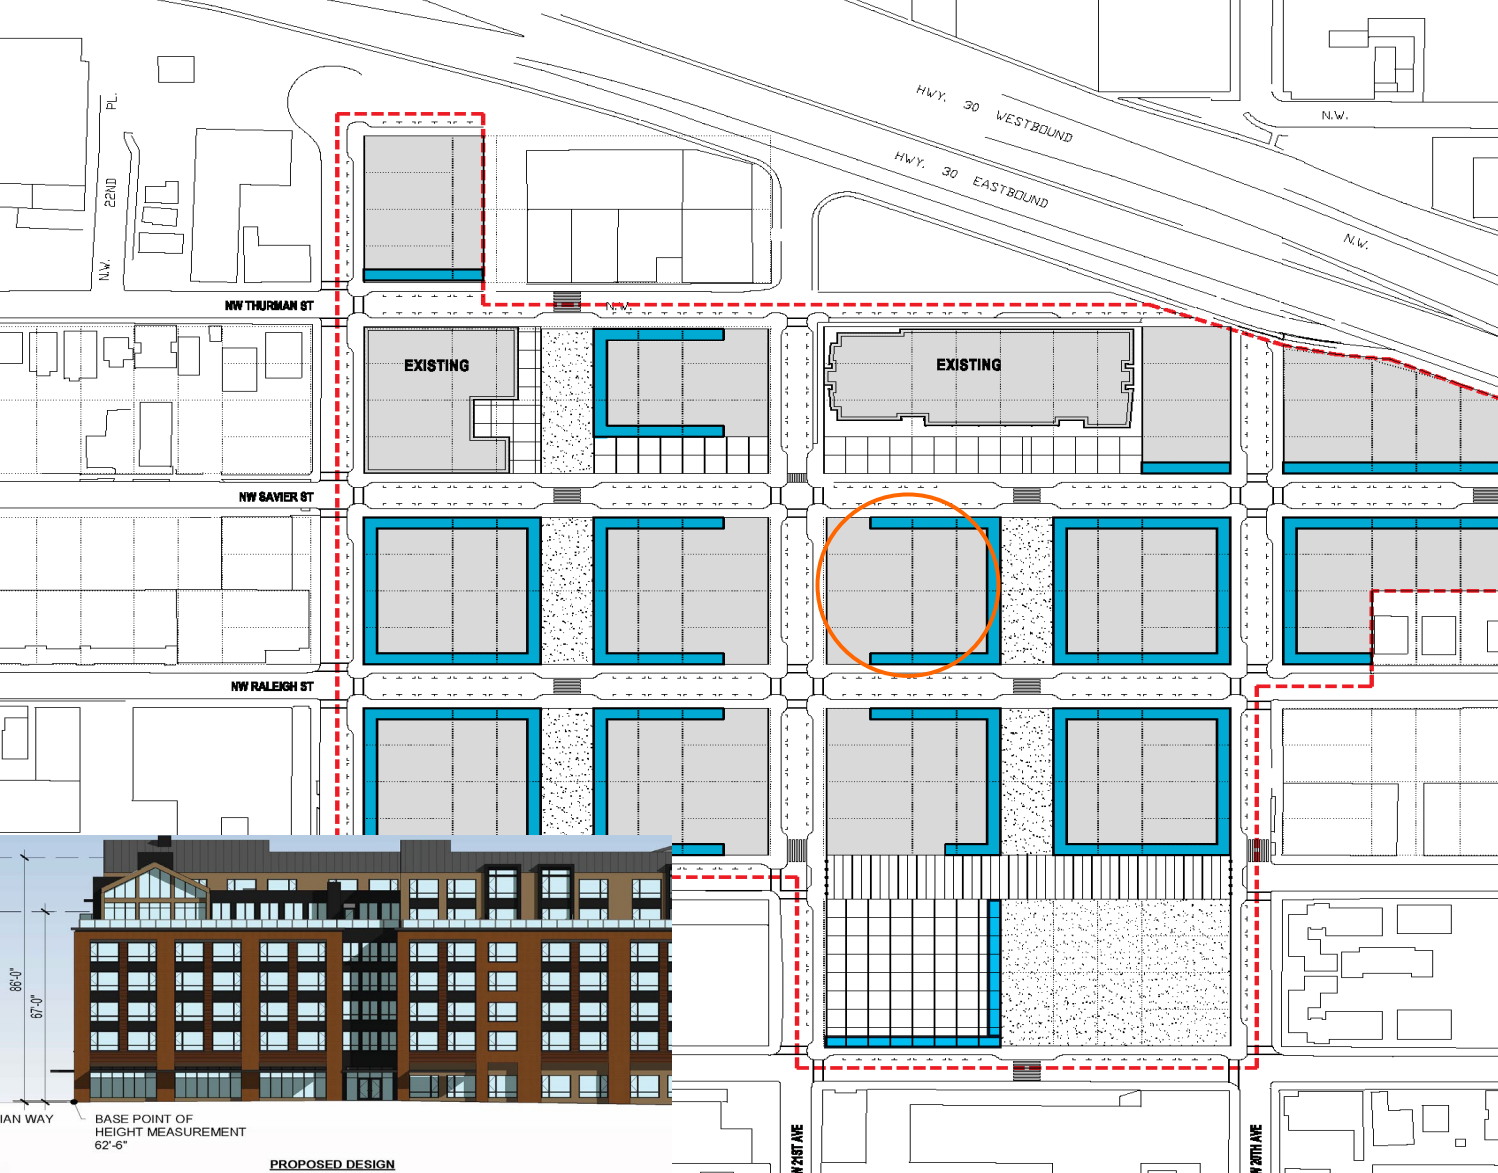 HWY. 30 WESTBOUND
HWY. 30 EASTBOUND
N.W.
N.W.
N.W. 22ND PL.
NW THURMAN ST
N.W.
EXISTING
EXISTING
NW SAVIER ST
NW RALEIGH ST
86'-0"
67'-0"
IAN WAY
BASE POINT OF
HEIGHT MEASUREMENT
62'-6"
PROPOSED DESIGN
W 21ST AVE
W 20TH AVE